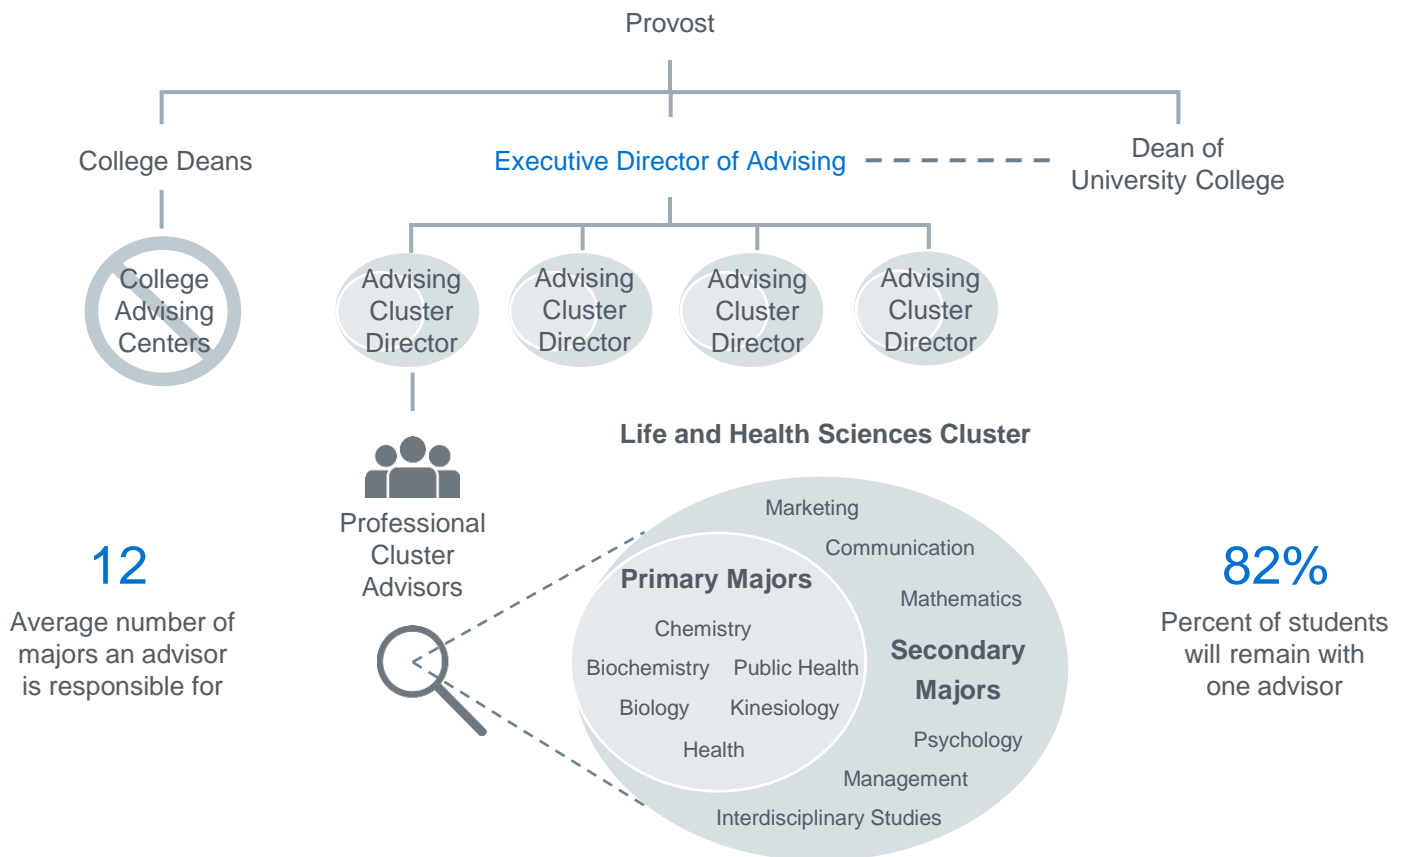 Provost
College Deans
Executive Director of Advising
Dean of
University College
College
Advising
Centers
Advising
Cluster
Director
Advising
Cluster
Director
Advising
Cluster
Director
Advising
Cluster
Director
Professional
Cluster
Advisors
12
Average number of
majors an advisor
is responsible for
Life and Health Sciences Cluster
Primary Majors
Chemistry
Biochemistry
Public Health
Biology
Kinesiology
Health
Marketing
Communication
Mathematics
Secondary
Majors
Psychology
Management
Interdisciplinary Studies
82%
Percent of students
will remain with
one advisor